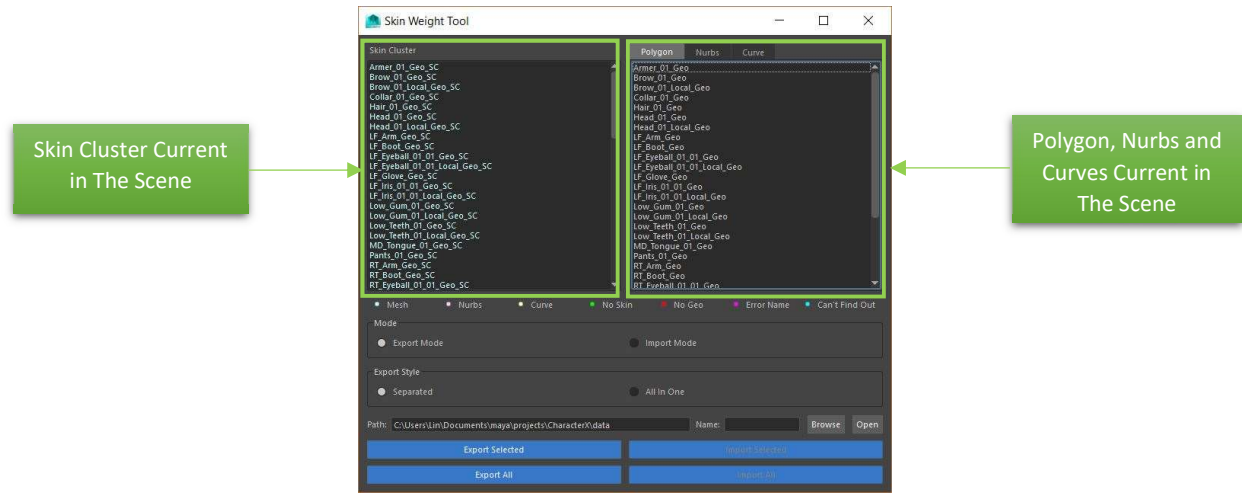 Skin Weight Tool
Skin Cluster
Armer_01_Geo_SC
Brow_01_Geo_SC
Brow_01_Local_Geo_SC
Collar_01_Geo_SC
Hair_01_Geo_SC
Head_01_Geo_SC
Head_01_Local_Geo_SC
LF_Arm_Geo_SC
LF_Boot_Geo_SC
LF_Eyeball_01_01_Geo_SC
LF_Eyeball_01_01_Local_Geo_SC
LF_Glove_Geo_SC
LF_Iris_01_01_Geo_SC
LF_Iris_01_01_Local_Geo_SC
Low_Gum_01_Geo_SC
Low_Gum_01_Local_Geo_SC
Low_Teeth_01_Geo_SC
Low_Teeth_01_Local_Geo_SC
MD_Tongue_01_Geo_SC
Pants_01_Geo_SC
RT_Arm_Geo_SC
RT_Boot_Geo_SC
RT_Eyeball_01_01_Geo_SC
Polygon Nurbs Curve
Armer_01_Geo
Brow_01_Geo
Brow_01_Local_Geo
Collar_01_Geo
Hair_01_Geo
Head_01_Geo
Head_01_Local_Geo
LF_Arm_Geo
LF_Boot_Geo
LF_Eyeball_01_01_Geo
LF_Eyeball_01_01_Local_Geo
LF_Glove_Geo
LF_Iris_01_01_Geo
LF_Iris_01_01_Local_Geo
Low_Gum_01_Geo
Low_Gum_01_Local_Geo
Low_Teeth_01_Geo
Low_Teeth_01_Local_Geo
MD_Tongue_01_Geo
Pants_01_Geo
RT_Arm_Geo
RT_Boot_Geo
RT_Eyeball_01_01_Geo
Skin Cluster Current
in The Scene
Polygon, Nurbs and
Curves Current in
The Scene
Mesh Nurbs Curve No Skin No Geo Error Name Can't Find Out
Mode
Export Mode Import Mode
Export Style
Separated All In One
Path: C:\Users\Lin\Documents\maya\projects\CharacterX\data Name: Browse Open
Export Selected Import Selected
Export All Import All